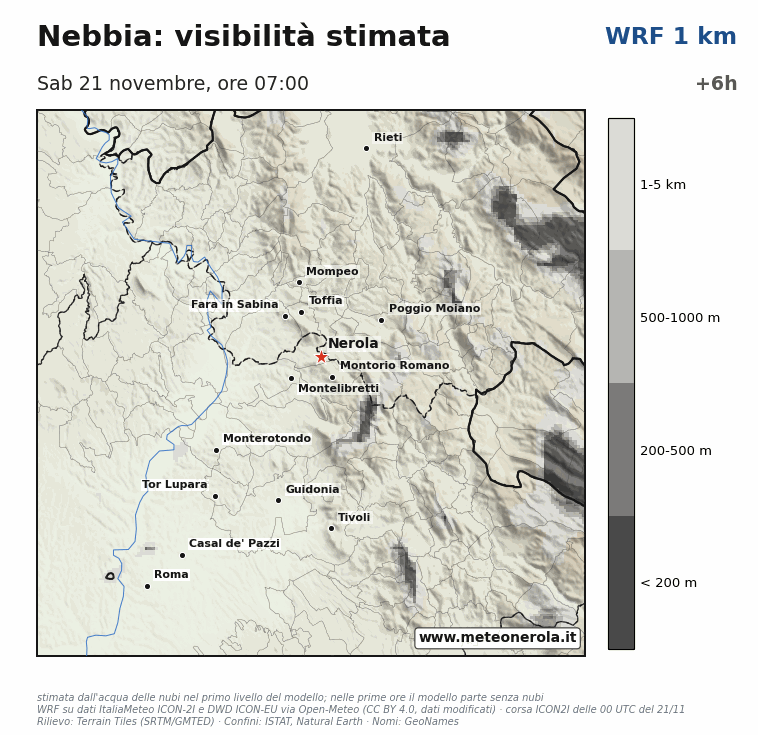 Nebbia: visibilità stimata
WRF 1 km
Sab 21 novembre, ore 07:00
+6h
Rieti
1-5 km
Mompeo
Toffia
Fara in Sabina
Poggio Moiano
500-1000 m
Nerola
Montorio Romano
Montelibretti
Monterotondo
200-500 m
Tor Lupara
Guidonia
Tivoli
Casal de' Pazzi
Roma
< 200 m
www.meteonerola.it
stimata dall'acqua delle nubi nel primo livello del modello; nelle prime ore il modello parte senza nubi
WRF su dati ItaliaMeteo ICON-2I e DWD ICON-EU via Open-Meteo (CC BY 4.0, dati modificati) · corsa ICON2I delle 00 UTC del 21/11
Rilievo: Terrain Tiles (SRTM/GMTED) · Confini: ISTAT, Natural Earth · Nomi: GeoNames